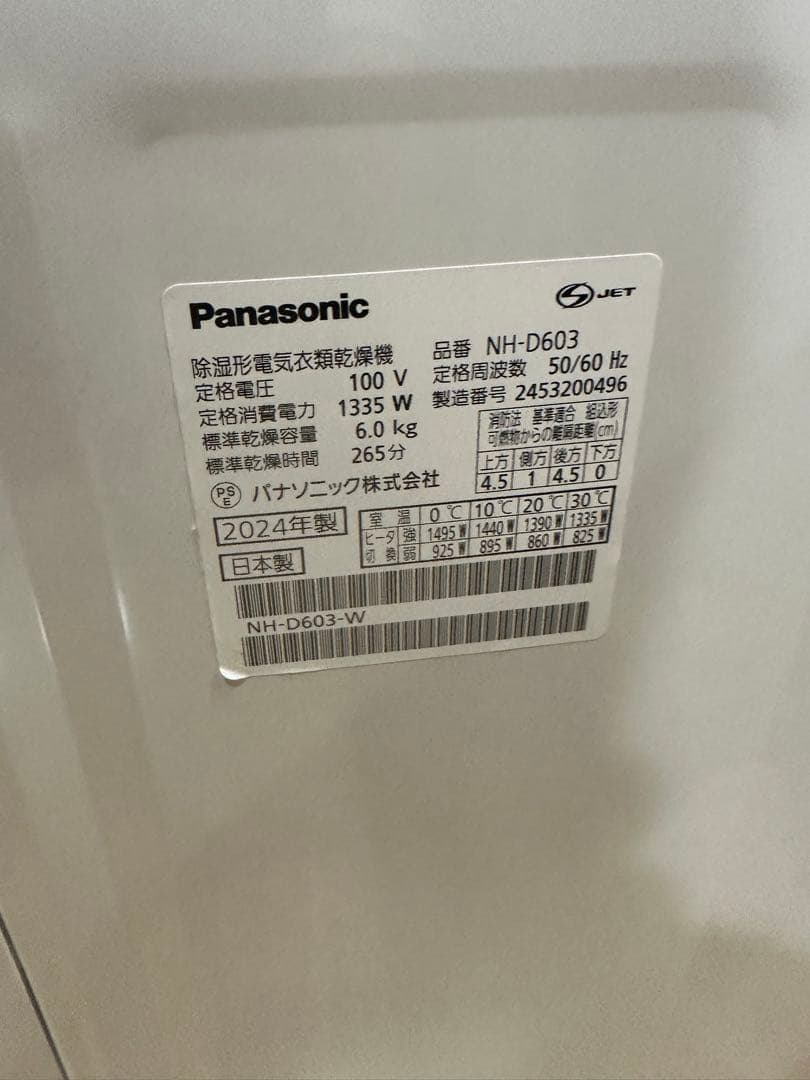 Panasonic
S JET
除湿形電気衣類乾燥機
品番 NH-D603
定格電圧 100 V
定格周波数 50/60 Hz
定格消費電力 1335 W
製造番号 2453200496
標準乾燥容量 6.0 kg
標準乾燥時間 265分
消防法 基準適合 組込形
可燃物からの離隔距離(cm)
上方 側方 後方 下方
4.5 1 4.5 0
PSE パナソニック株式会社
2024年製
日本製
室温 0℃ 10℃ 20℃ 30℃
ヒータ 強 1495W 1440W 1390W 1335W
切換 弱 925W 895W 860W 825W
NH-D603-W